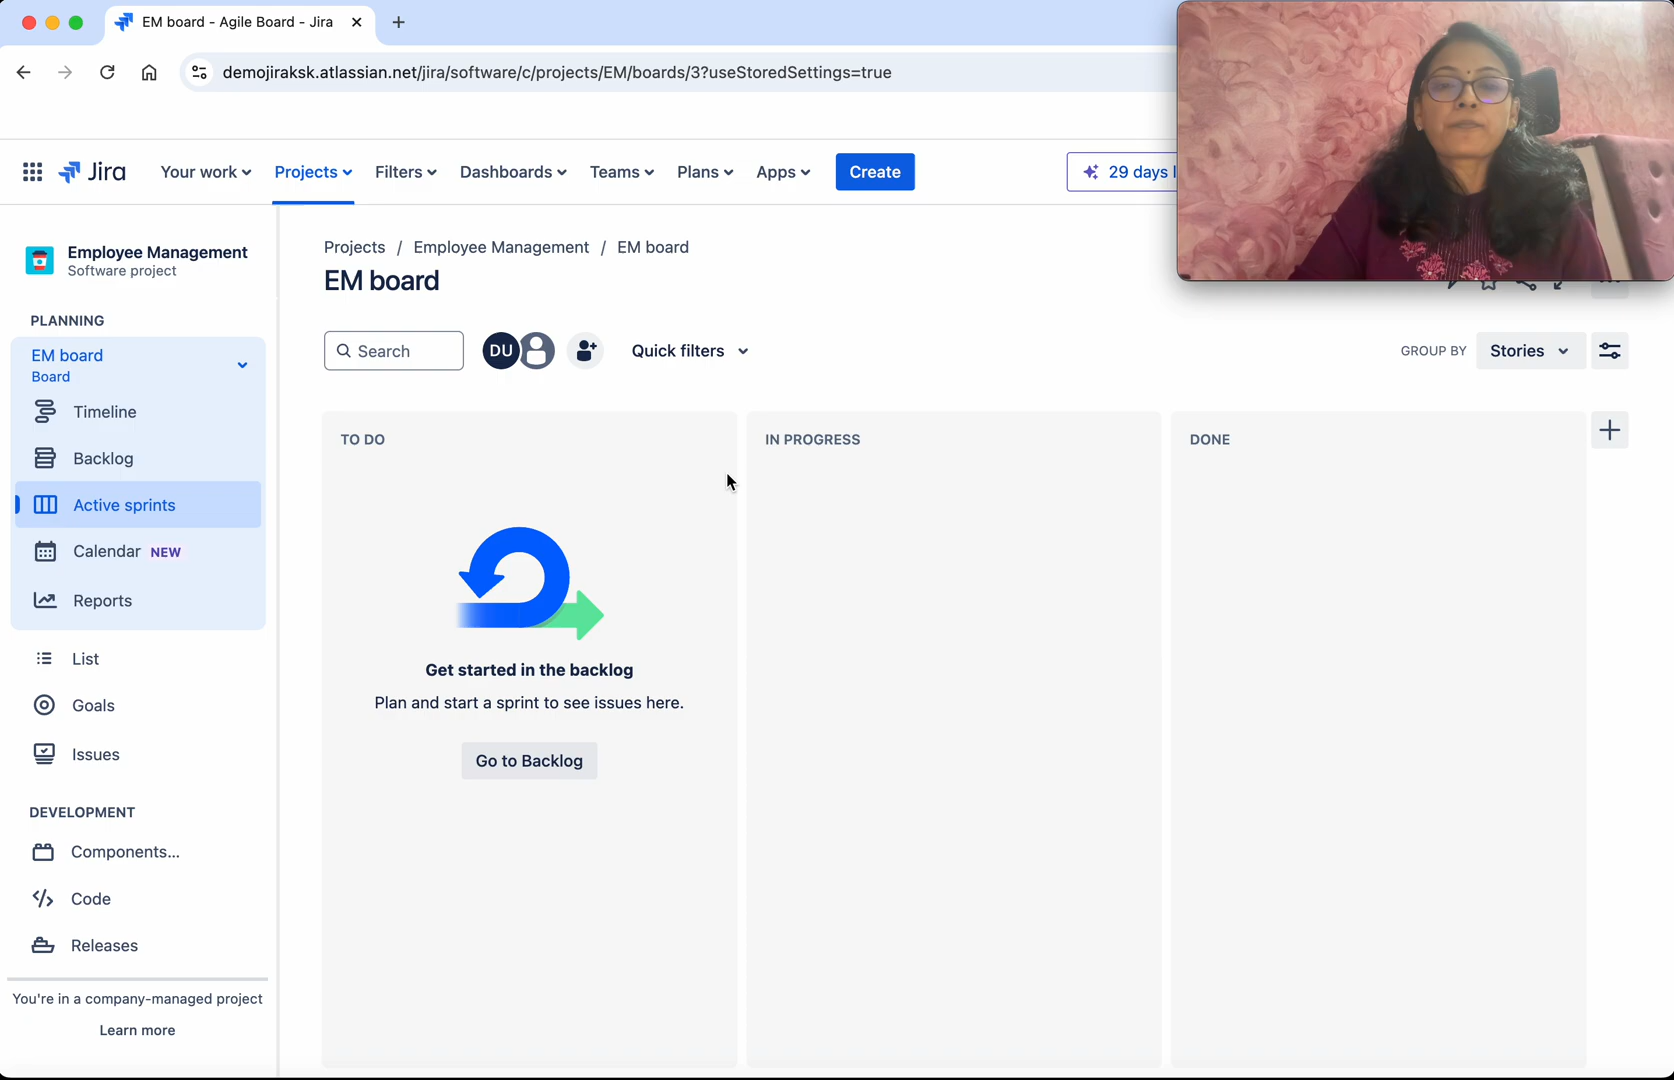 EM board - Agile Board - Jira
demojiraksk.atlassian.net/jira/software/c/projects/EM/boards/3?useStoredSettings=true
Jira
Your work
Projects
Filters
Dashboards
Teams
Plans
Apps
Create
29 days
Employee Management
Software project
PLANNING
EM board
Board
Timeline
Backlog
Active sprints
Calendar NEW
Reports
List
Goals
Issues
DEVELOPMENT
Components...
Code
Releases
You're in a company-managed project
Learn more
Projects / Employee Management / EM board
EM board
Search
DU
Quick filters
GROUP BY
Stories
TO DO
IN PROGRESS
DONE
Get started in the backlog
Plan and start a sprint to see issues here.
Go to Backlog